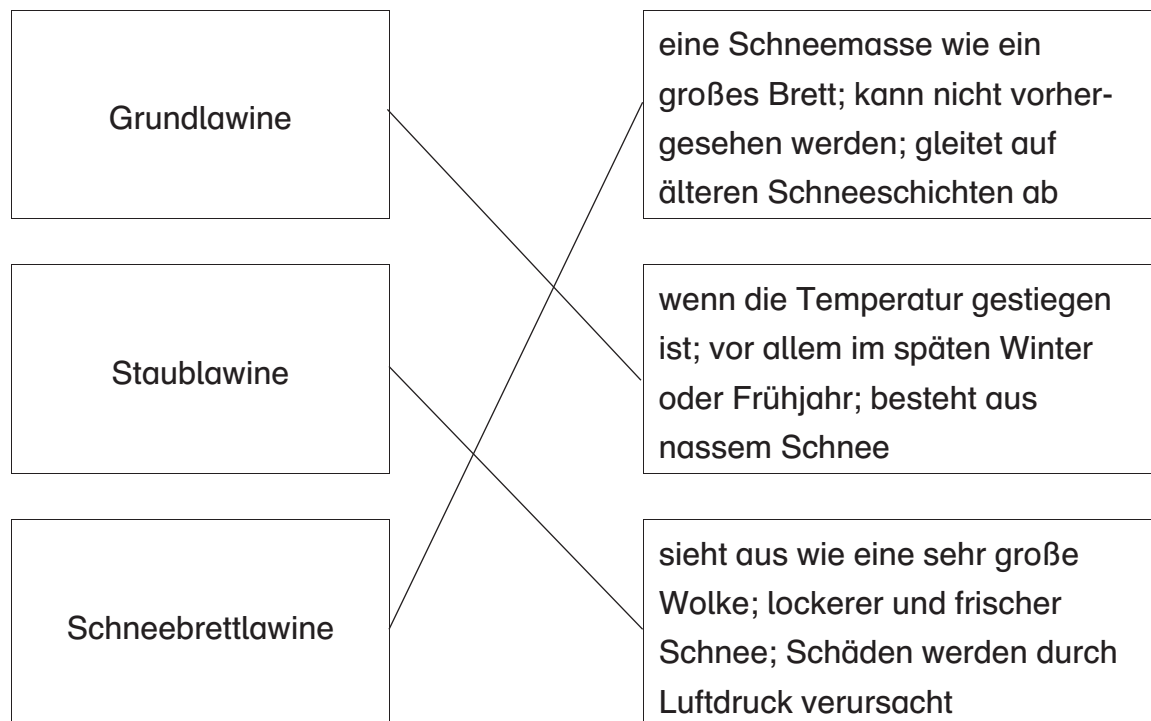 Grundlawine
eine Schneemasse wie ein
großes Brett; kann nicht vorher-
gesehen werden; gleitet auf
älteren Schneeschichten ab
Staublawine
wenn die Temperatur gestiegen
ist; vor allem im späten Winter
oder Frühjahr; besteht aus
nassem Schnee
Schneebrettlawine
sieht aus wie eine sehr große
Wolke; lockerer und frischer
Schnee; Schäden werden durch
Luftdruck verursacht